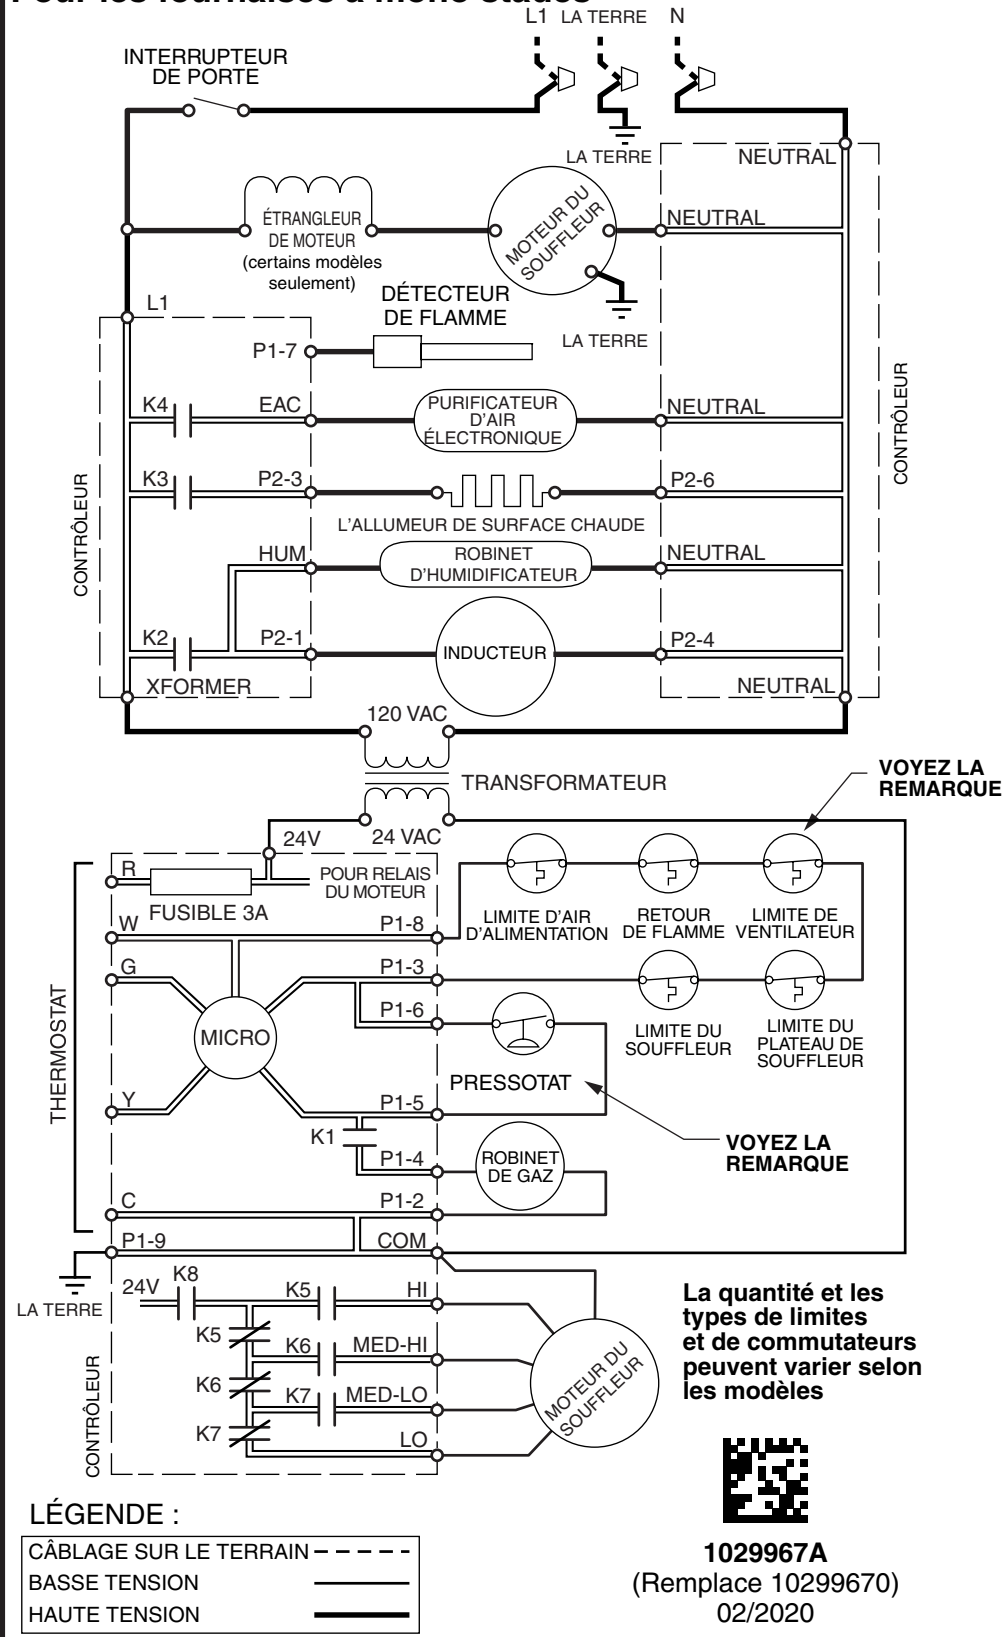 Pour les fournaises à mono-étages
L1 LA TERRE N
INTERRUPTEUR
DE PORTE
LA TERRE
NEUTRAL
ÉTRANGLEUR
DE MOTEUR
(certains modèles
seulement)
MOTEUR DU
SOUFFLEUR
NEUTRAL
LA TERRE
L1
DÉTECTEUR
DE FLAMME
P1-7
K4
EAC
PURIFICATEUR
D'AIR
ÉLECTRONIQUE
NEUTRAL
CONTRÔLEUR
CONTRÔLEUR
K3
P2-3
P2-6
L'ALLUMEUR DE SURFACE CHAUDE
HUM
ROBINET
D'HUMIDIFICATEUR
NEUTRAL
K2
P2-1
INDUCTEUR
P2-4
XFORMER
NEUTRAL
120 VAC
TRANSFORMATEUR
24 VAC
24V
VOYEZ LA
REMARQUE
THERMOSTAT
R
POUR RELAIS
DU MOTEUR
FUSIBLE 3A
W
P1-8
LIMITE D'AIR
D'ALIMENTATION
RETOUR
DE FLAMME
LIMITE DE
VENTILATEUR
G
P1-3
P1-6
MICRO
LIMITE DU
SOUFFLEUR
LIMITE DU
PLATEAU DE
SOUFFLEUR
PRESSOTAT
Y
P1-5
K1
P1-4
ROBINET
DE GAZ
VOYEZ LA
REMARQUE
C
P1-2
P1-9
COM
LA TERRE
24V
K8
K5
HI
K5
K6
MED-HI
K6
K7
MED-LO
K7
LO
CONTRÔLEUR
MOTEUR DU
SOUFFLEUR
La quantité et les
types de limites
et de commutateurs
peuvent varier selon
les modèles
LÉGENDE :
CÂBLAGE SUR LE TERRAIN
BASSE TENSION
HAUTE TENSION
1029967A
(Remplace 10299670)
02/2020